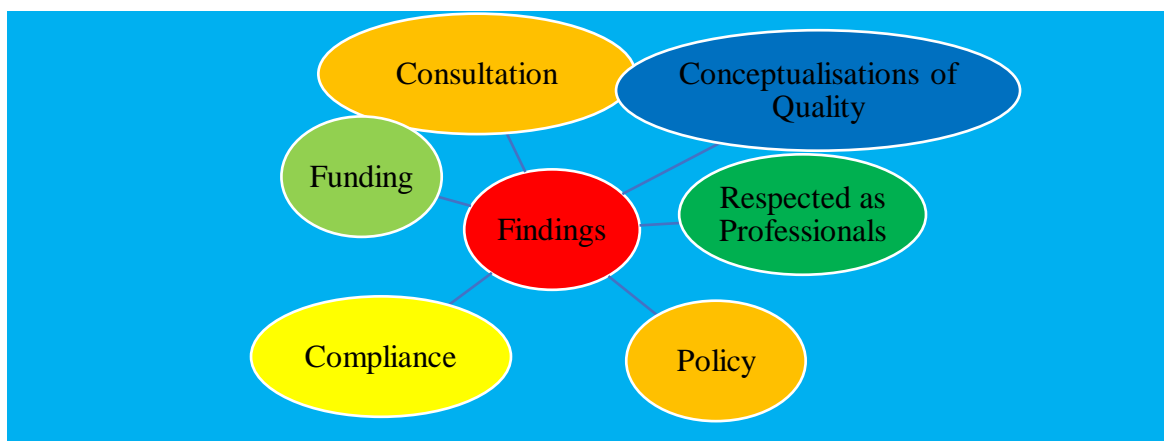 Consultation
Conceptualisations of
Quality
Funding
Respected as
Professionals
Findings
Compliance
Policy